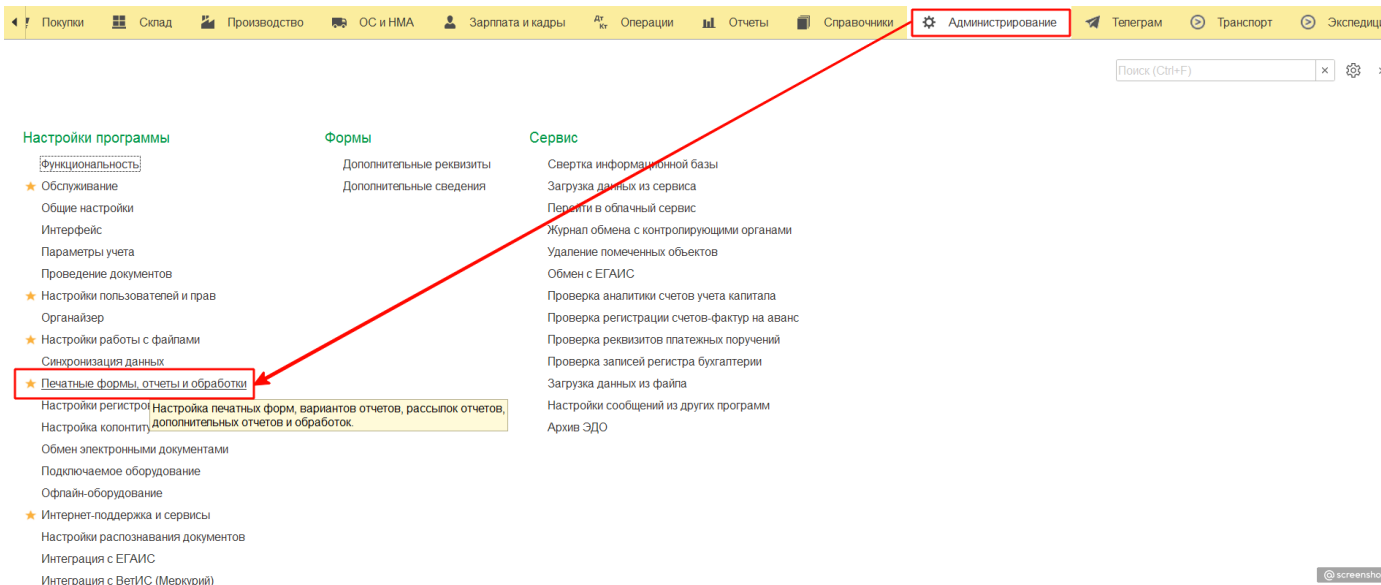 Покупки Склад Производство ОС и НМА Зарплата и кадры Дт Кт Операции Отчеты Справочники Администрирование Телеграм Транспорт Экспедици
Поиск (Ctrl+F)
Настройки программы
Функциональность
Обслуживание
Общие настройки
Интерфейс
Параметры учета
Проведение документов
Настройки пользователей и прав
Органайзер
Настройки работы с файлами
Синхронизация данных
Печатные формы, отчеты и обработки
Настройки регистро
Настройка колонтиту
Настройка печатных форм, вариантов отчетов, рассылок отчетов,
дополнительных отчетов и обработок.
Обмен электронными документами
Подключаемое оборудование
Офлайн-оборудование
Интернет-поддержка и сервисы
Настройки распознавания документов
Интеграция с ЕГАИС
Интеграция с ВетИС (Меркурий)
Формы
Дополнительные реквизиты
Дополнительные сведения
Сервис
Свертка информационной базы
Загрузка данных из сервиса
Перейти в облачный сервис
Журнал обмена с контролирующими органами
Удаление помеченных объектов
Обмен с ЕГАИС
Проверка аналитики счетов учета капитала
Проверка регистрации счетов-фактур на аванс
Проверка реквизитов платежных поручений
Проверка записей регистра бухгалтерии
Загрузка данных из файла
Настройки сообщений из других программ
Архив ЭДО
@screensho